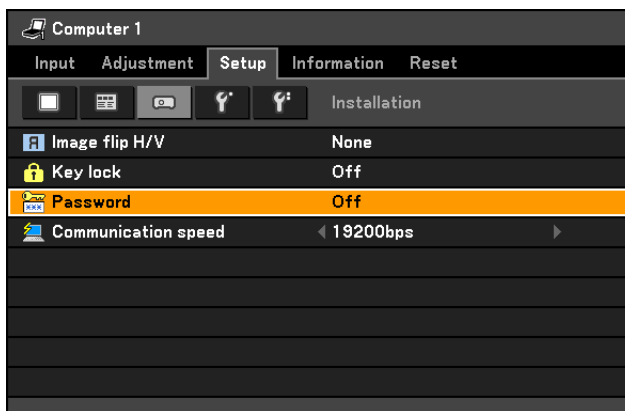 Computer 1
Input Adjustment Setup Information Reset
Installation
Image flip H/V None
Key lock Off
Password Off
Communication speed 19200bps